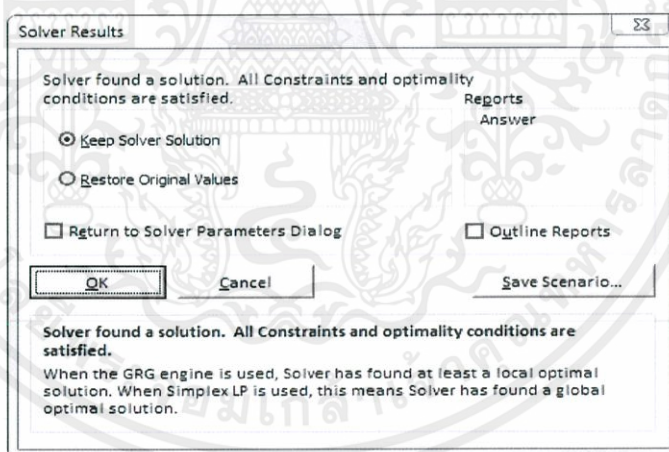 Solver Results
Solver found a solution. All Constraints and optimality
conditions are satisfied.
Reports
Answer
Keep Solver Solution
Restore Original Values
Return to Solver Parameters Dialog
Outline Reports
OK
Cancel
Save Scenario...
Solver found a solution. All Constraints and optimality conditions are
satisfied.
When the GRG engine is used, Solver has found at least a local optimal
solution. When Simplex LP is used, this means Solver has found a global
optimal solution.